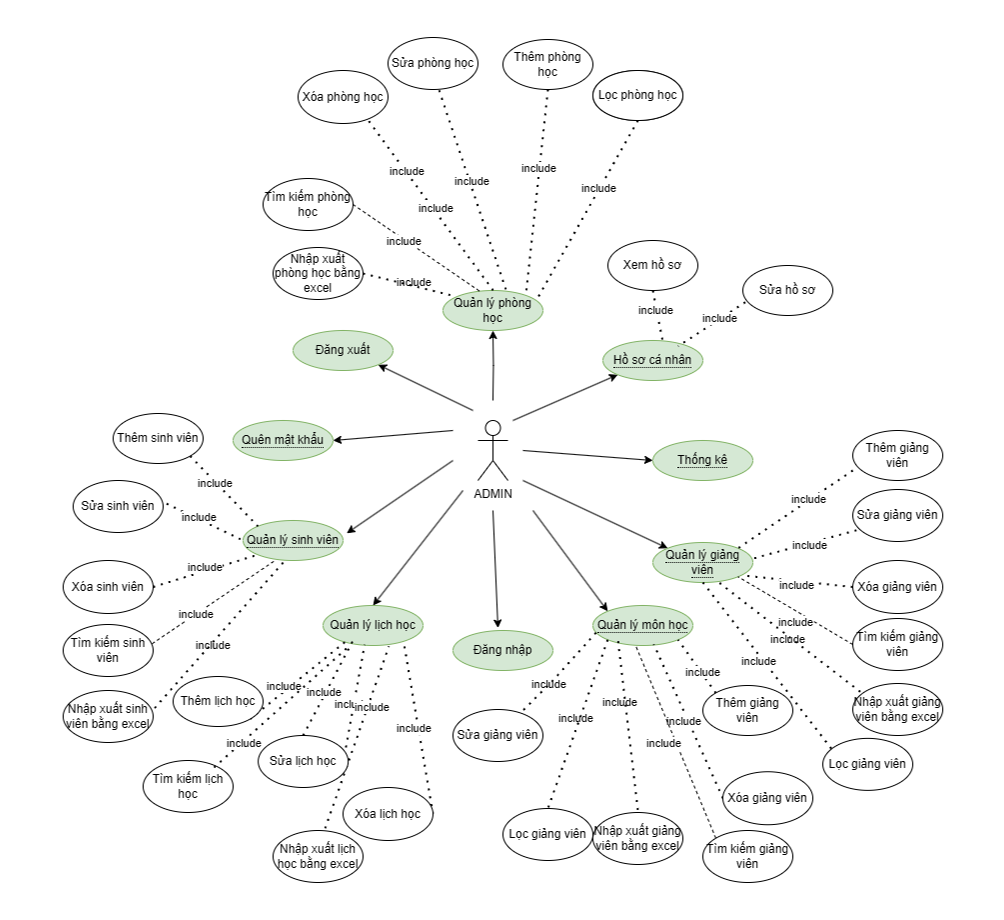 Sửa phòng học
Thêm phòng
học
Xóa phòng học
Lọc phòng học
include
include
include
include
include
Tìm kiếm phòng
học
include
Nhập xuất
phòng học bằng
excel
include
Quản lý phòng
học
Xem hồ sơ
Sửa hồ sơ
include
include
Hồ sơ cá nhân
Đăng xuất
Quên mật khẩu
Thống kê
ADMIN
Thêm sinh viên
include
Sửa sinh viên
include
Quản lý sinh viên
include
Xóa sinh viên
include
Tìm kiếm sinh
viên
include
Nhập xuất sinh
viên bằng excel
Quản lý lịch học
Thêm lịch học
include
include
include
include
Tìm kiếm lịch
học
Sửa lịch học
Xóa lịch học
Nhập xuất lịch
học bằng excel
Đăng nhập
Quản lý môn học
include
include
include
include
include
include
Sửa giảng viên
Thêm giảng
viên
Lọc giảng viên
Nhập xuất giảng
viên bằng excel
Xóa giảng viên
Tìm kiếm giảng
viên
Quản lý giảng
viên
Thêm giảng
viên
include
Sửa giảng viên
include
Xóa giảng viên
include
include
include
include
Tìm kiếm giảng
viên
Nhập xuất giảng
viên bằng excel
Lọc giảng viên